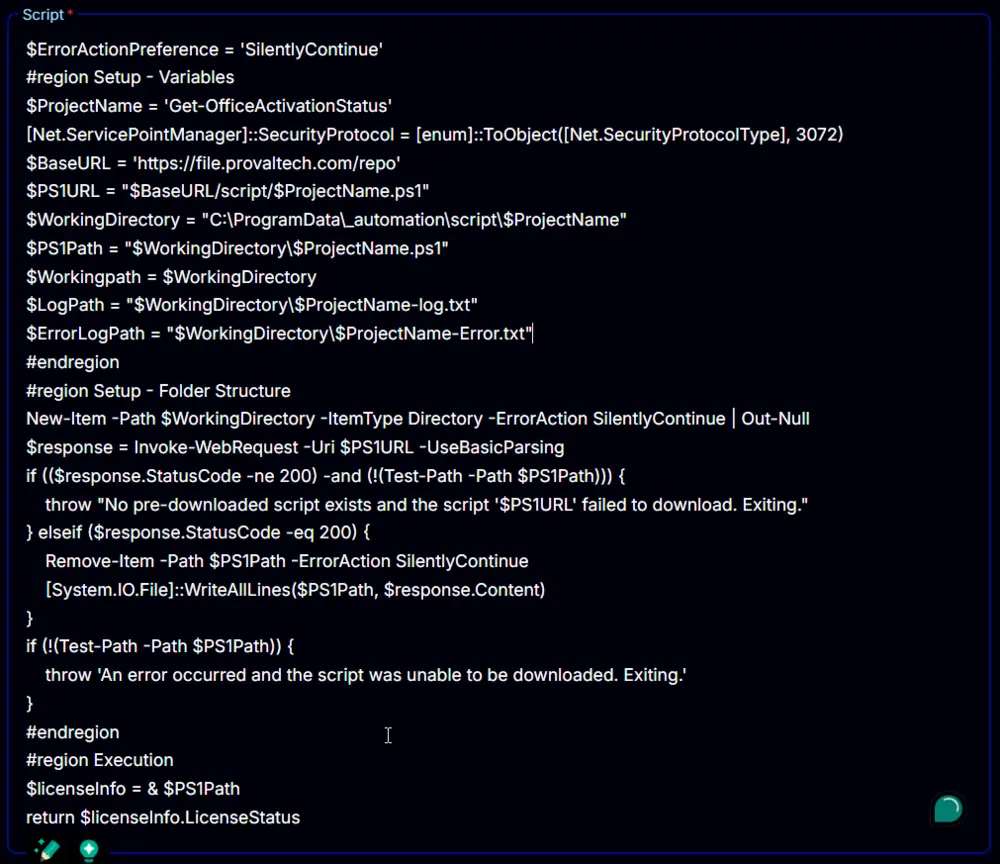 Script *
$ErrorActionPreference = 'SilentlyContinue'
#region Setup - Variables
$ProjectName = 'Get-OfficeActivationStatus'
[Net.ServicePointManager]::SecurityProtocol = [enum]::ToObject([Net.SecurityProtocolType], 3072)
$BaseURL = 'https://file.provaltech.com/repo'
$PS1URL = "$BaseURL/script/$ProjectName.ps1"
$WorkingDirectory = "C:\ProgramData\_automation\script\$ProjectName"
$PS1Path = "$WorkingDirectory\$ProjectName.ps1"
$Workingpath = $WorkingDirectory
$LogPath = "$WorkingDirectory\$ProjectName-log.txt"
$ErrorLogPath = "$WorkingDirectory\$ProjectName-Error.txt"
#endregion
#region Setup - Folder Structure
New-Item -Path $WorkingDirectory -ItemType Directory -ErrorAction SilentlyContinue | Out-Null
$response = Invoke-WebRequest -Uri $PS1URL -UseBasicParsing
if (($response.StatusCode -ne 200) -and (!(Test-Path -Path $PS1Path))) {
    throw "No pre-downloaded script exists and the script '$PS1URL' failed to download. Exiting."
} elseif ($response.StatusCode -eq 200) {
    Remove-Item -Path $PS1Path -ErrorAction SilentlyContinue
    [System.IO.File]::WriteAllLines($PS1Path, $response.Content)
}
if (!(Test-Path -Path $PS1Path)) {
    throw 'An error occurred and the script was unable to be downloaded. Exiting.'
}
#endregion
#region Execution
$licenseInfo = & $PS1Path
return $licenseInfo.LicenseStatus